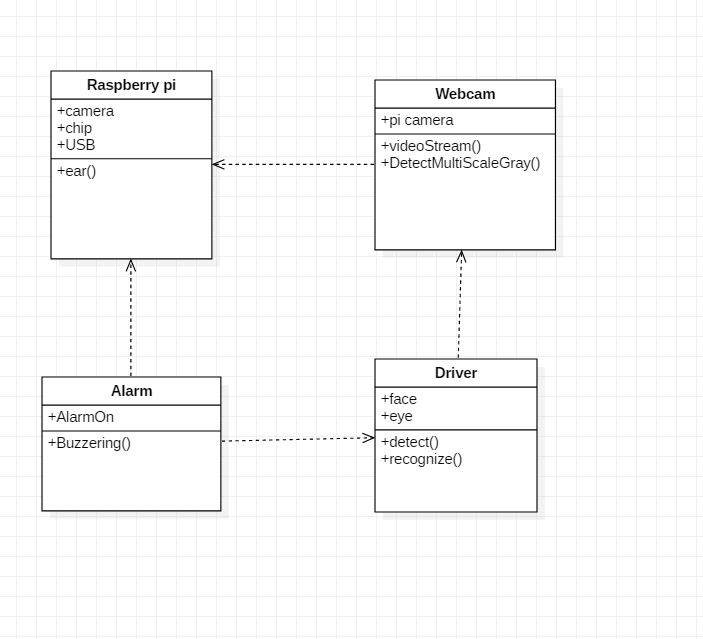 Raspberry pi
+camera
+chip
+USB
+ear()
Webcam
+pi camera
+videoStream()
+DetectMultiScaleGray()
Alarm
+AlarmOn
+Buzzering()
Driver
+face
+eye
+detect()
+recognize()